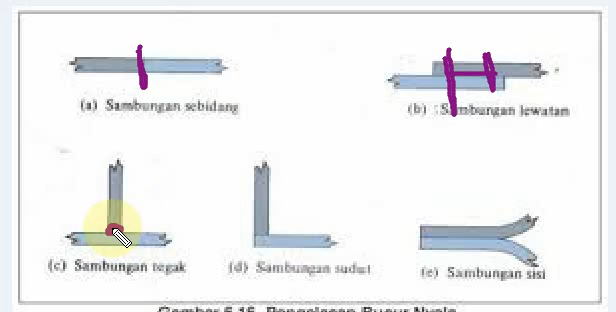 (a) Sambungan sebidang
(b) : Sambungan lewatan
(c) Sambungan tegak
(d) Sambungan sudut
(e) Sambungan sisi